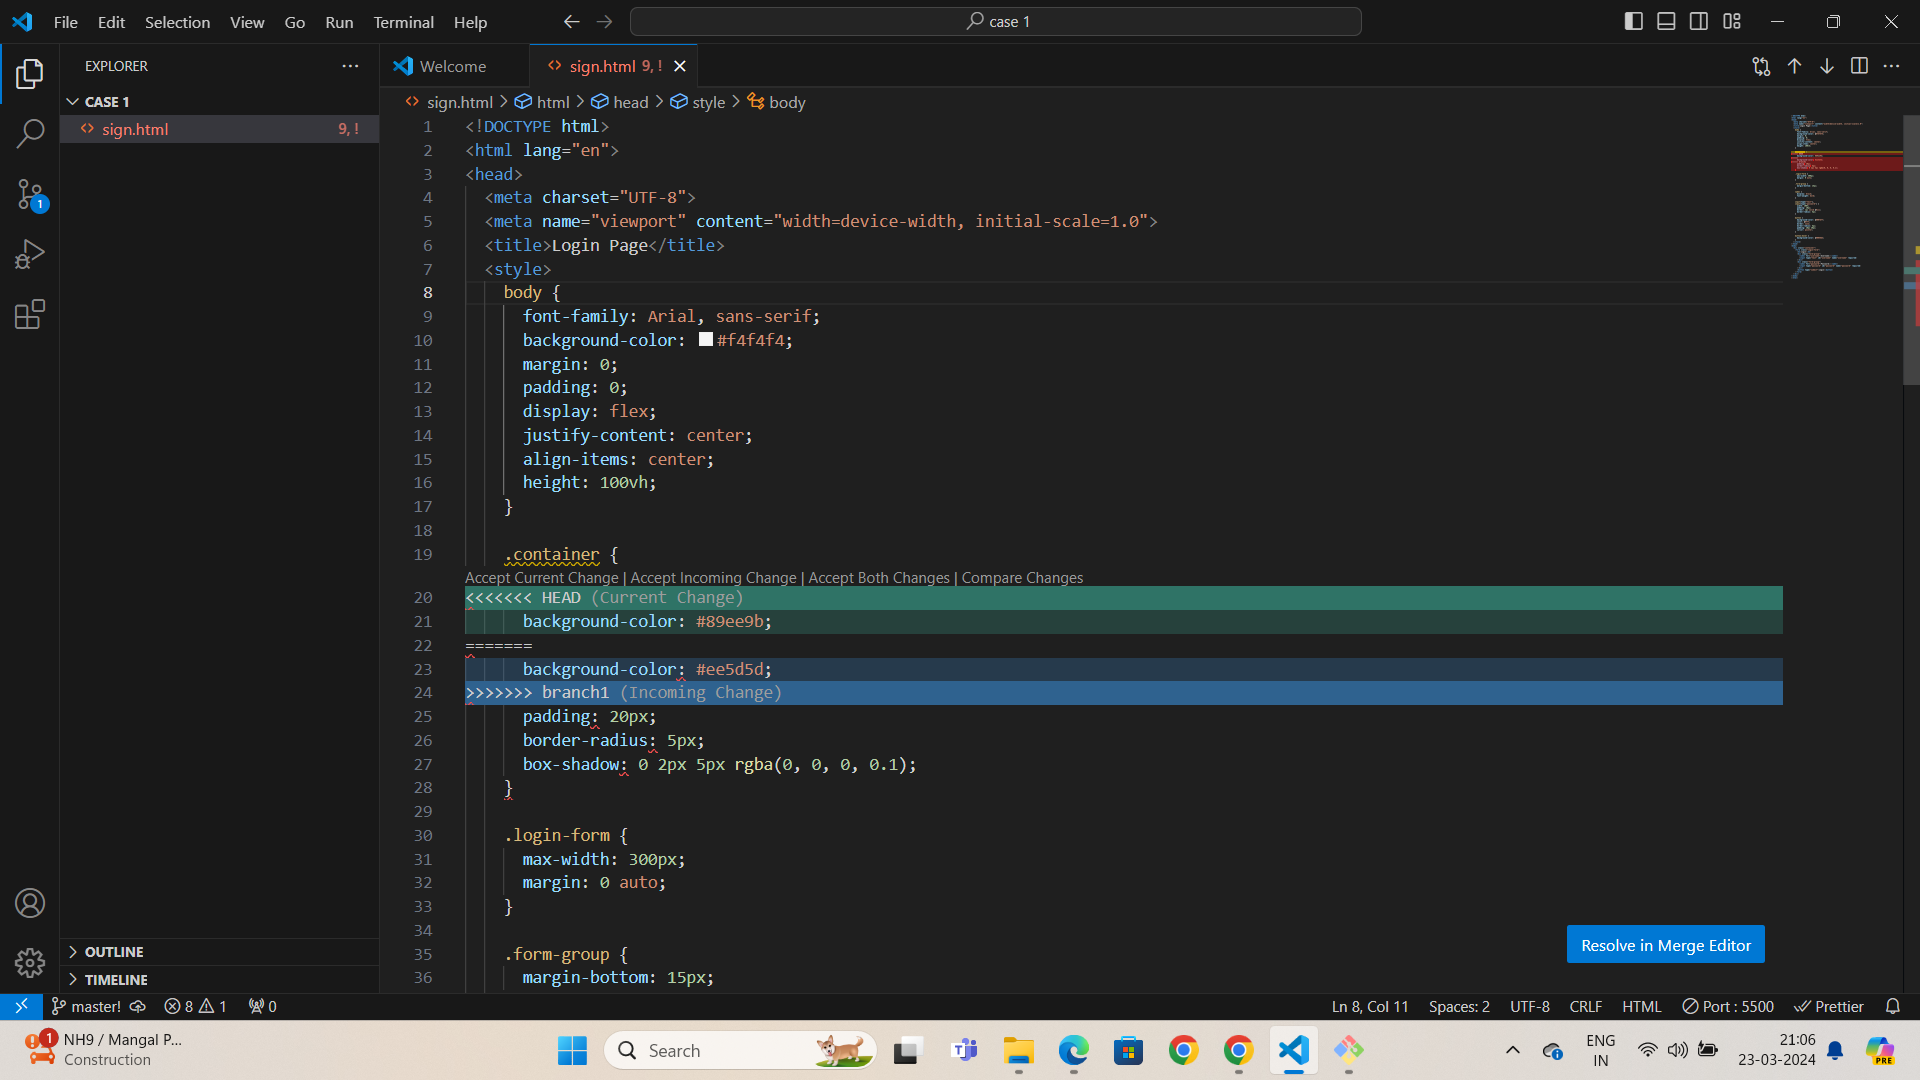 File Edit Selection View Go Run Terminal Help
case 1
EXPLORER
Welcome
sign.html 9, !
CASE 1
sign.html 9, !
sign.html > html > head > style > body
1 <!DOCTYPE html>
2 <html lang="en">
3 <head>
4 <meta charset="UTF-8">
5 <meta name="viewport" content="width=device-width, initial-scale=1.0">
6 <title>Login Page</title>
7 <style>
8 body {
9 font-family: Arial, sans-serif;
10 background-color: #f4f4f4;
11 margin: 0;
12 padding: 0;
13 display: flex;
14 justify-content: center;
15 align-items: center;
16 height: 100vh;
17 }
18
19 .container {
Accept Current Change | Accept Incoming Change | Accept Both Changes | Compare Changes
20 <<<<<<< HEAD (Current Change)
21 background-color: #89ee9b;
22 =======
23 background-color: #ee5d5d;
24 >>>>>>> branch1 (Incoming Change)
25 padding: 20px;
26 border-radius: 5px;
27 box-shadow: 0 2px 5px rgba(0, 0, 0, 0.1);
28 }
29
30 .login-form {
31 max-width: 300px;
32 margin: 0 auto;
33 }
34
35 .form-group {
36 margin-bottom: 15px;
1
Resolve in Merge Editor
OUTLINE
TIMELINE
master! 8 1 0
Ln 8, Col 11 Spaces: 2 UTF-8 CRLF HTML Port : 5500 Prettier
1
NH9 / Mangal P...
Construction
Search
ENG
IN
21:06
23-03-2024
PRE